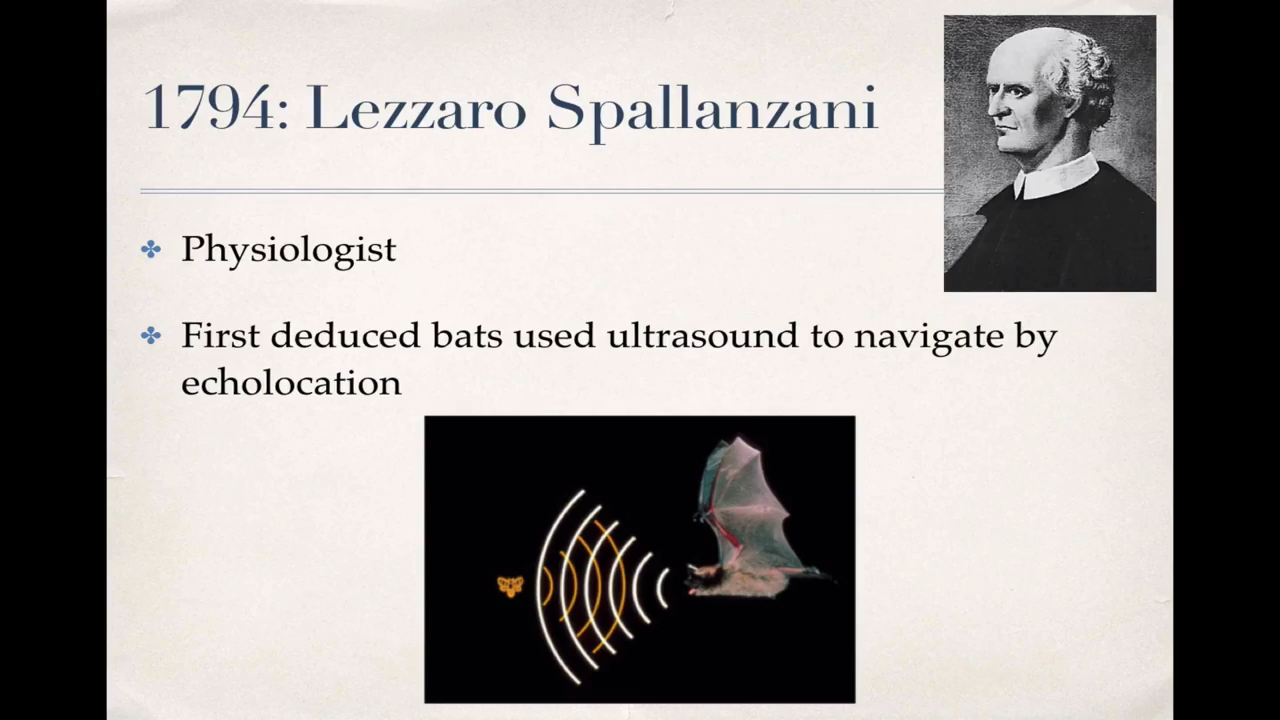 1794: Lezzaro Spallanzani
Physiologist
First deduced bats used ultrasound to navigate by
echolocation